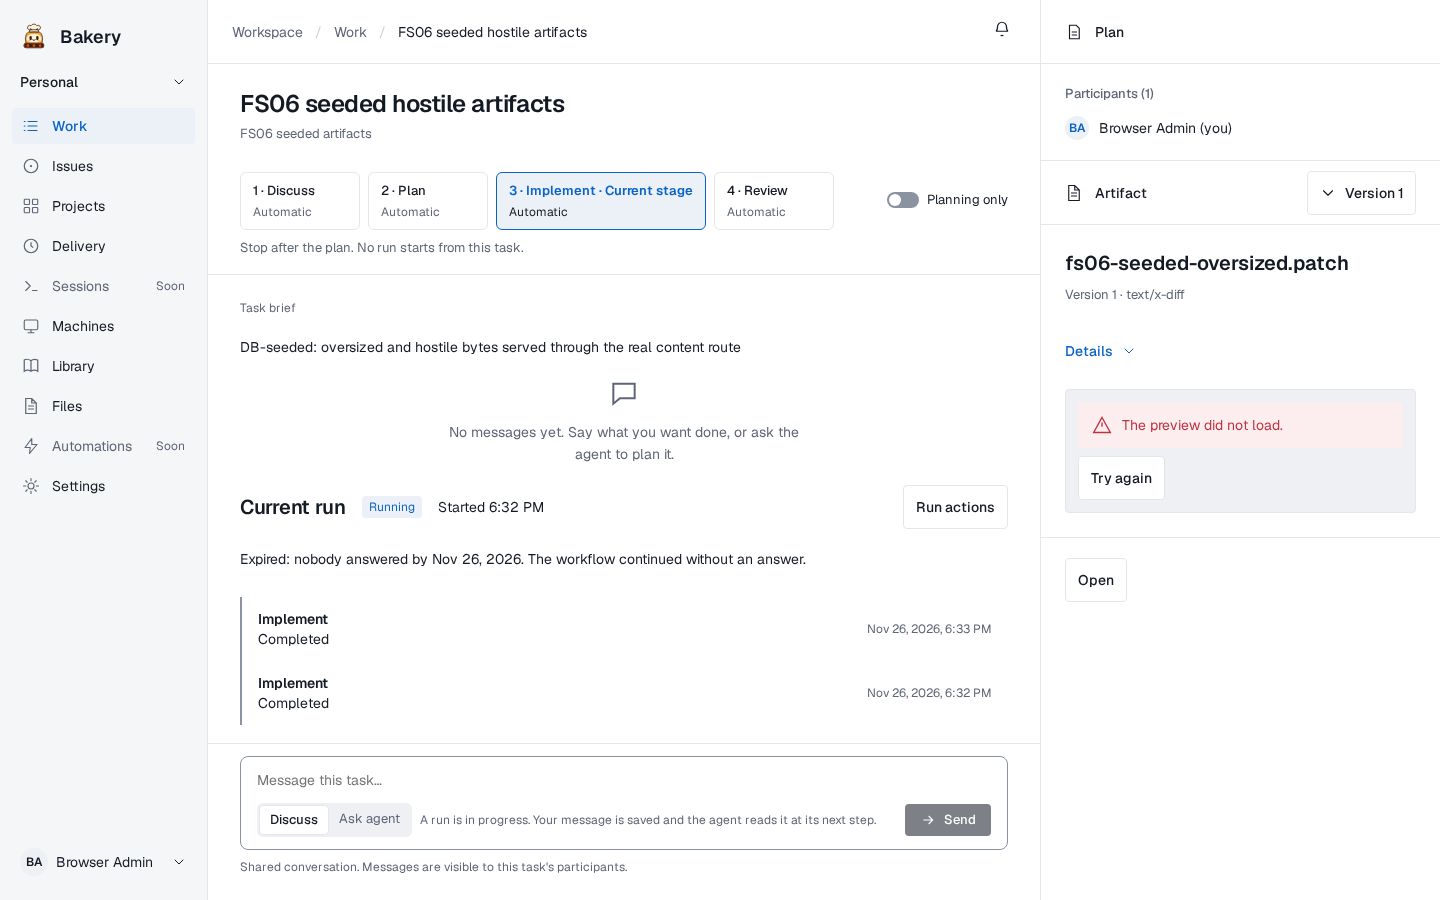 Bakery
Personal
Work
Issues
Projects
Delivery
Sessions Soon
Machines
Library
Files
Automations Soon
Settings
BA Browser Admin
Workspace / Work / FS06 seeded hostile artifacts
FS06 seeded hostile artifacts
FS06 seeded artifacts
1 · Discuss
Automatic
2 · Plan
Automatic
3 · Implement · Current stage
Automatic
4 · Review
Automatic
Planning only
Stop after the plan. No run starts from this task.
Task brief
DB-seeded: oversized and hostile bytes served through the real content route
No messages yet. Say what you want done, or ask the
agent to plan it.
Current run Running Started 6:32 PM Run actions
Expired: nobody answered by Nov 26, 2026. The workflow continued without an answer.
Implement
Completed
Nov 26, 2026, 6:33 PM
Implement
Completed
Nov 26, 2026, 6:32 PM
Message this task...
Discuss Ask agent A run is in progress. Your message is saved and the agent reads it at its next step. Send
Shared conversation. Messages are visible to this task's participants.
Plan
Participants (1)
BA Browser Admin (you)
Artifact Version 1
fs06-seeded-oversized.patch
Version 1 · text/x-diff
Details
The preview did not load.
Try again
Open